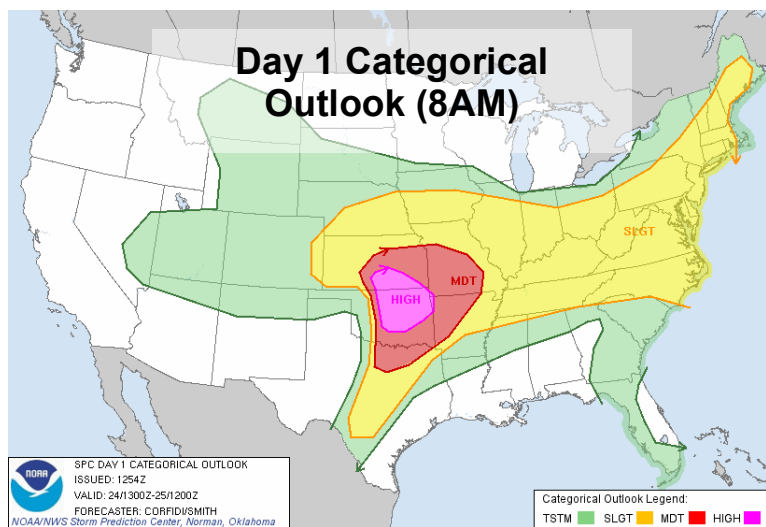 Day 1 Categorical
Outlook (8AM)
SLGT
MDT
HIGH
NOAA
SPC DAY 1 CATEGORICAL OUTLOOK
ISSUED: 1254Z
VALID: 24/1300Z-25/1200Z
FORECASTER: CORFIDI/SMITH
NOAA/NWS Storm Prediction Center, Norman, Oklahoma
Categorical Outlook Legend:
TSTM SLGT MDT HIGH